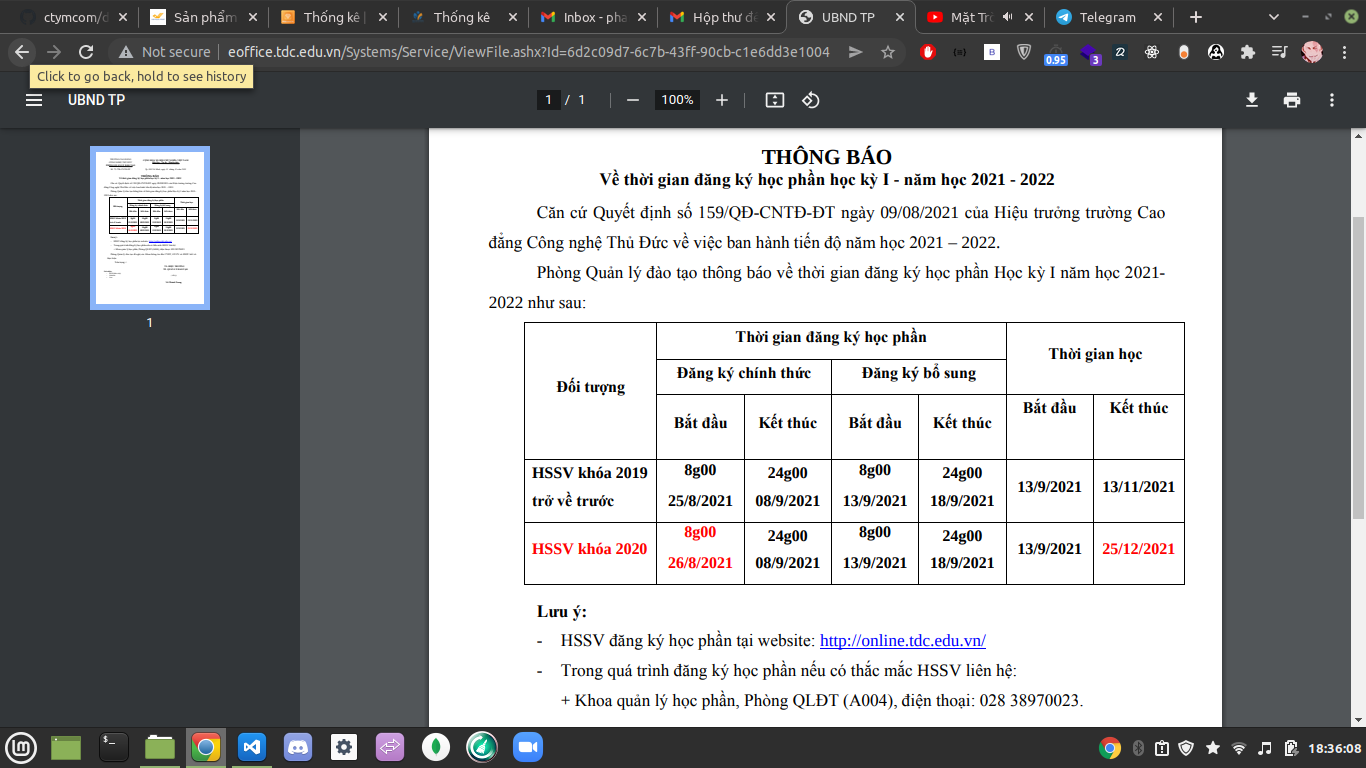 ctymcom/d
Sản phẩm
Thống kê |
Thống kê
Inbox - pha
Hộp thư đế
UBND TP
Mặt Trờ
Telegram
Not secure
eoffice.tdc.edu.vn/Systems/Service/ViewFile.ashx?Id=6d2c09d7-6c7b-43ff-90cb-c1e6dd3e1004
0.95
3
Click to go back, hold to see history
UBND TP
1 / 1
100%
1
THÔNG BÁO
Về thời gian đăng ký học phần học kỳ I - năm học 2021 - 2022
Căn cứ Quyết định số 159/QĐ-CNTĐ-ĐT ngày 09/08/2021 của Hiệu trưởng trường Cao
đẳng Công nghệ Thủ Đức về việc ban hành tiến độ năm học 2021 – 2022.
Phòng Quản lý đào tạo thông báo về thời gian đăng ký học phần Học kỳ I năm học 2021-
2022 như sau:
Đối tượng
Thời gian đăng ký học phần
Thời gian học
Đăng ký chính thức
Đăng ký bổ sung
Bắt đầu
Kết thúc
Bắt đầu
Kết thúc
Bắt đầu
Kết thúc
HSSV khóa 2019
trở về trước
8g00
25/8/2021
24g00
08/9/2021
8g00
13/9/2021
24g00
18/9/2021
13/9/2021
13/11/2021
HSSV khóa 2020
8g00
26/8/2021
24g00
08/9/2021
8g00
13/9/2021
24g00
18/9/2021
13/9/2021
25/12/2021
Lưu ý:
- HSSV đăng ký học phần tại website: http://online.tdc.edu.vn/
- Trong quá trình đăng ký học phần nếu có thắc mắc HSSV liên hệ:
+ Khoa quản lý học phần, Phòng QLĐT (A004), điện thoại: 028 38970023.
18:36:08